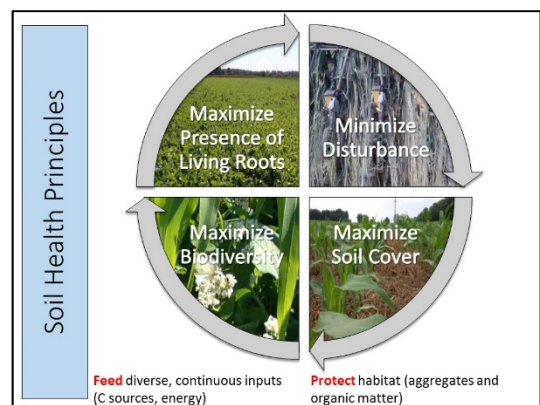 Soil Health Principles
Maximize
Presence of
Living Roots
Minimize
Disturbance
Maximize
Biodiversity
Maximize
Soil Cover
Feed diverse, continuous inputs
(C sources, energy)
Protect habitat (aggregates and
organic matter)